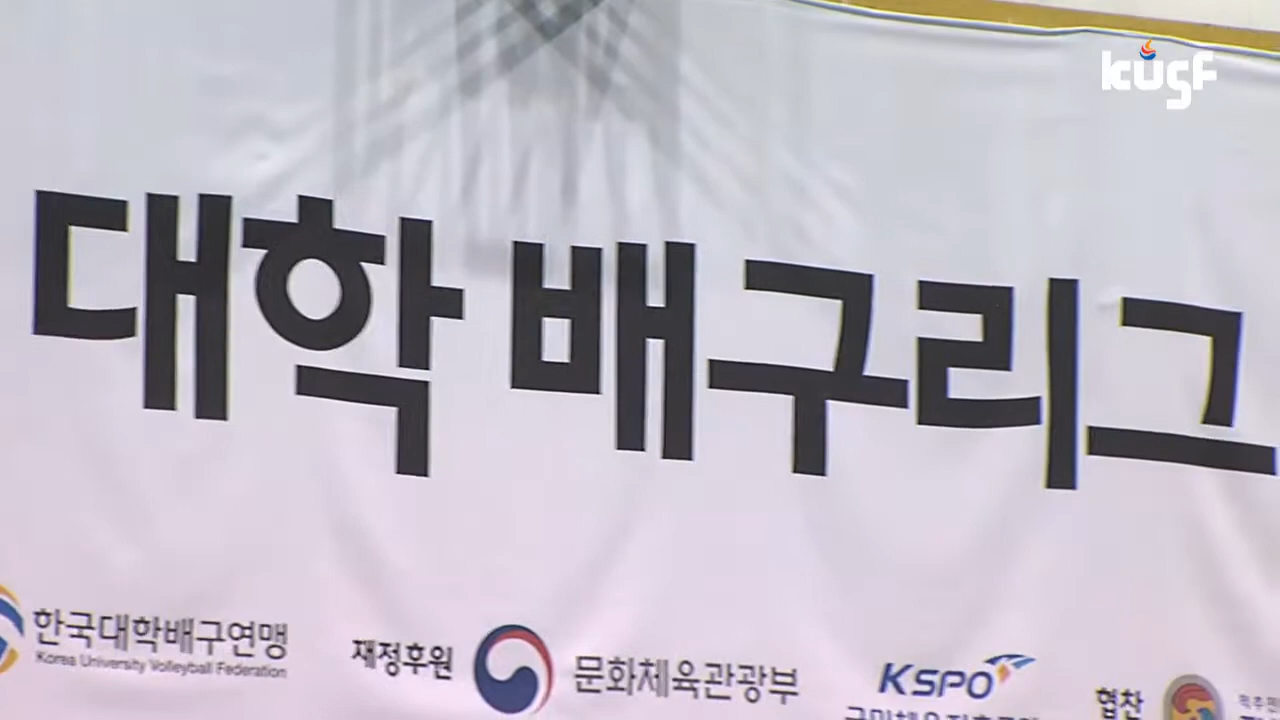 kusf
대학 배구리그
한국대학배구연맹
Korea University Volleyball Federation
재정후원
문화체육관광부
KSPO
협찬